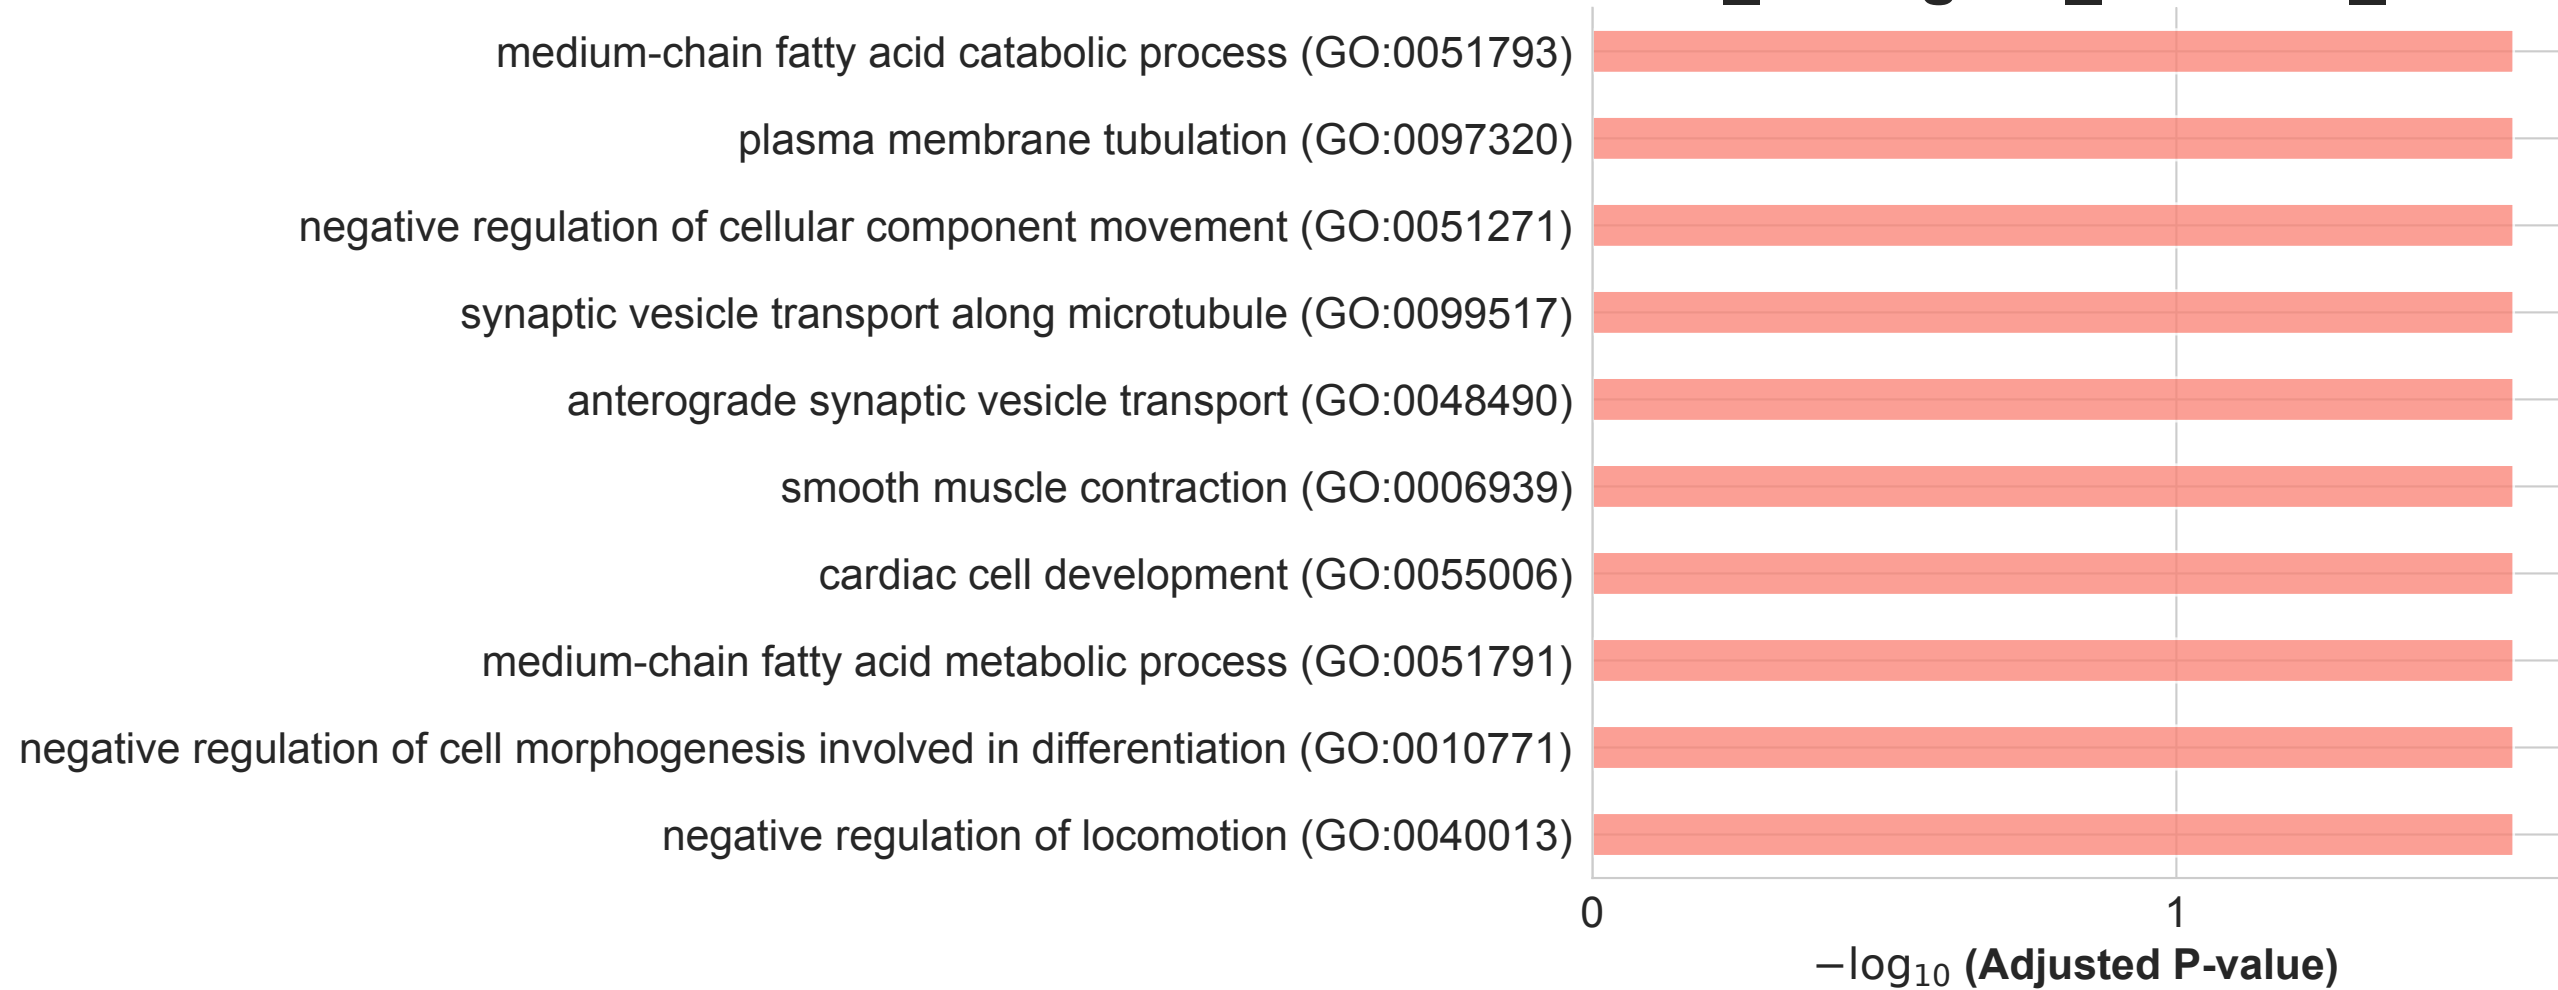 medium-chain fatty acid catabolic process (GO:0051793)
plasma membrane tubulation (GO:0097320)
negative regulation of cellular component movement (GO:0051271)
synaptic vesicle transport along microtubule (GO:0099517)
anterograde synaptic vesicle transport (GO:0048490)
smooth muscle contraction (GO:0006939)
cardiac cell development (GO:0055006)
medium-chain fatty acid metabolic process (GO:0051791)
negative regulation of cell morphogenesis involved in differentiation (GO:0010771)
negative regulation of locomotion (GO:0040013)
0 1
−log₁₀ (Adjusted P-value)